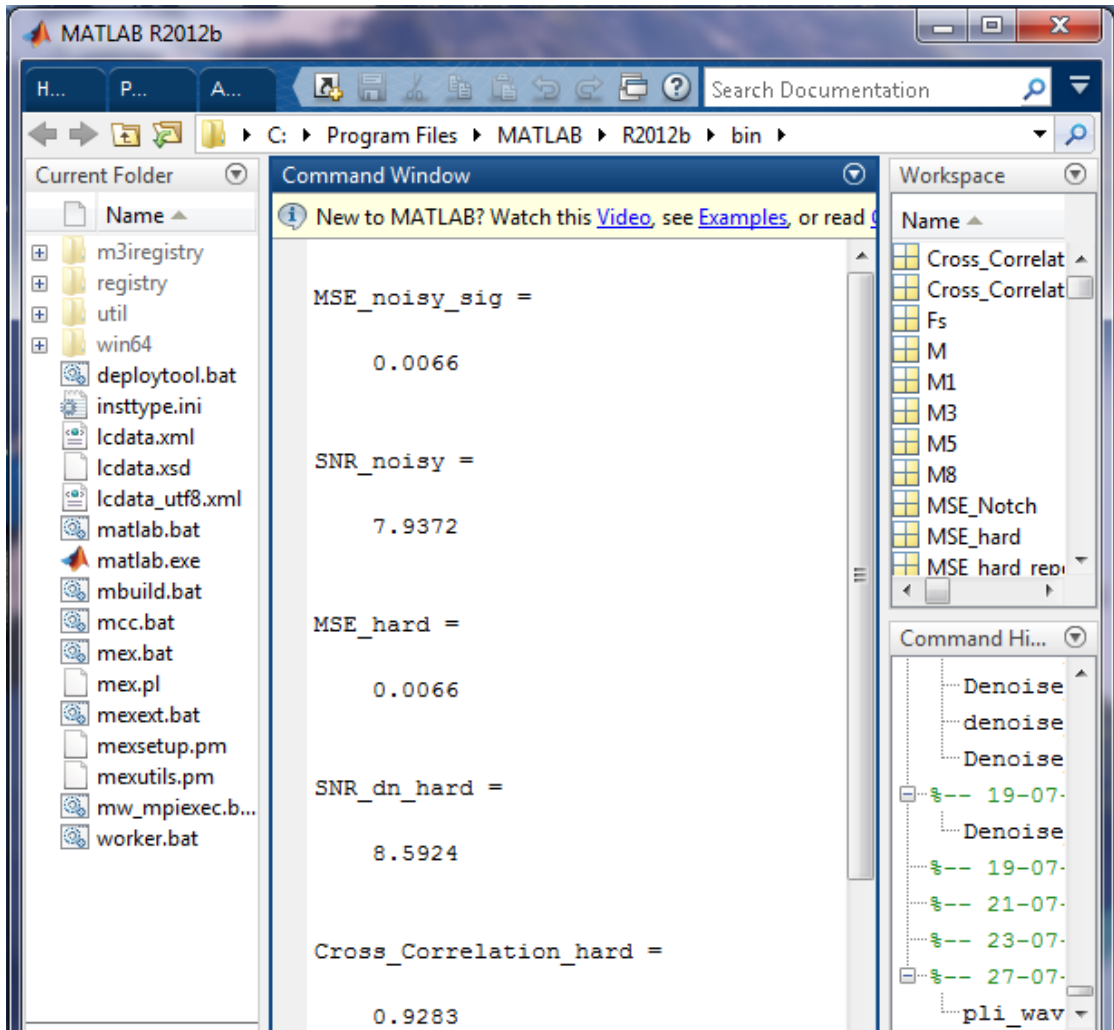 MATLAB R2012b
H... P... A... Search Documentation
C: Program Files MATLAB R2012b bin
Current Folder
Name
m3iregistry
registry
util
win64
deploytool.bat
insttype.ini
lcdata.xml
lcdata.xsd
lcdata_utf8.xml
matlab.bat
matlab.exe
mbuild.bat
mcc.bat
mex.bat
mex.pl
mexext.bat
mexsetup.pm
mexutils.pm
mw_mpiexec.b...
worker.bat
Command Window
New to MATLAB? Watch this Video, see Examples, or read
MSE_noisy_sig =
0.0066
SNR_noisy =
7.9372
MSE_hard =
0.0066
SNR_dn_hard =
8.5924
Cross_Correlation_hard =
0.9283
Workspace
Name
Cross_Correlat
Cross_Correlat
Fs
M
M1
M3
M5
M8
MSE_Notch
MSE_hard
MSE_hard_rep
Command Hi...
Denoise
denoise
Denoise
%-- 19-07-
Denoise
%-- 19-07-
%-- 21-07-
%-- 23-07-
%-- 27-07-
pli_wav